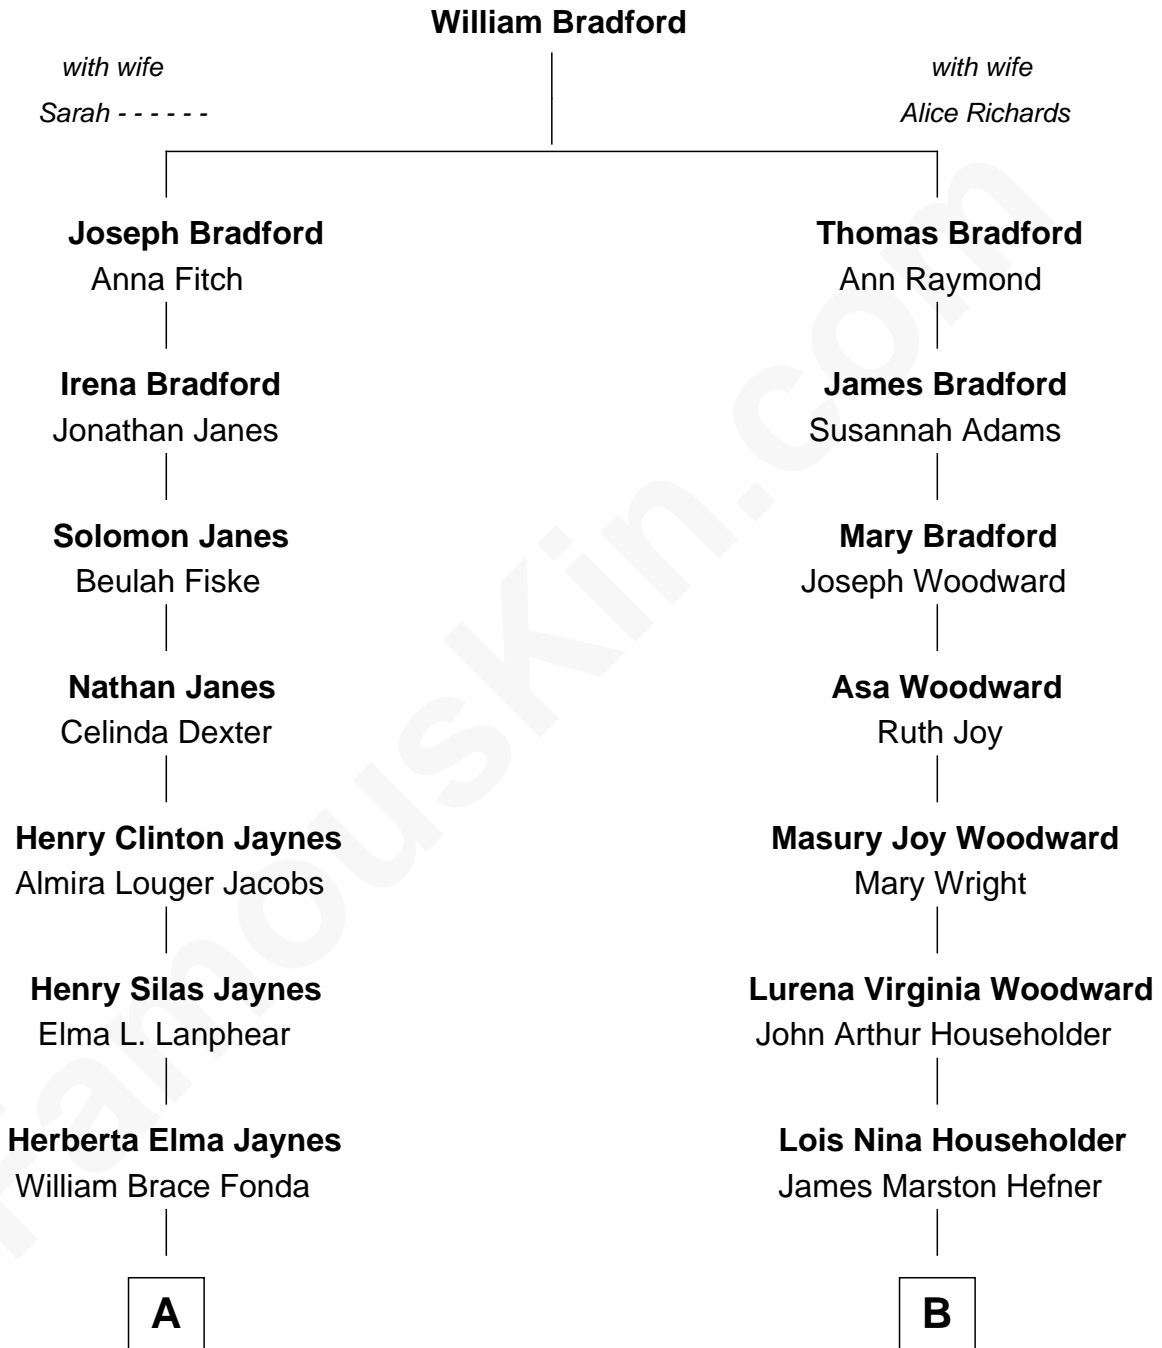 William Bradford
with wife
Sarah - - - - - -
with wife
Alice Richards
Joseph Bradford
Anna Fitch
Thomas Bradford
Ann Raymond
Irena Bradford
Jonathan Janes
James Bradford
Susannah Adams
Solomon Janes
Beulah Fiske
Mary Bradford
Joseph Woodward
Nathan Janes
Celinda Dexter
Asa Woodward
Ruth Joy
Henry Clinton Jaynes
Almira Louger Jacobs
Masury Joy Woodward
Mary Wright
Henry Silas Jaynes
Elma L. Lanphear
Lurena Virginia Woodward
John Arthur Householder
Herberta Elma Jaynes
William Brace Fonda
Lois Nina Householder
James Marston Hefner
A
B
FamousKin.com